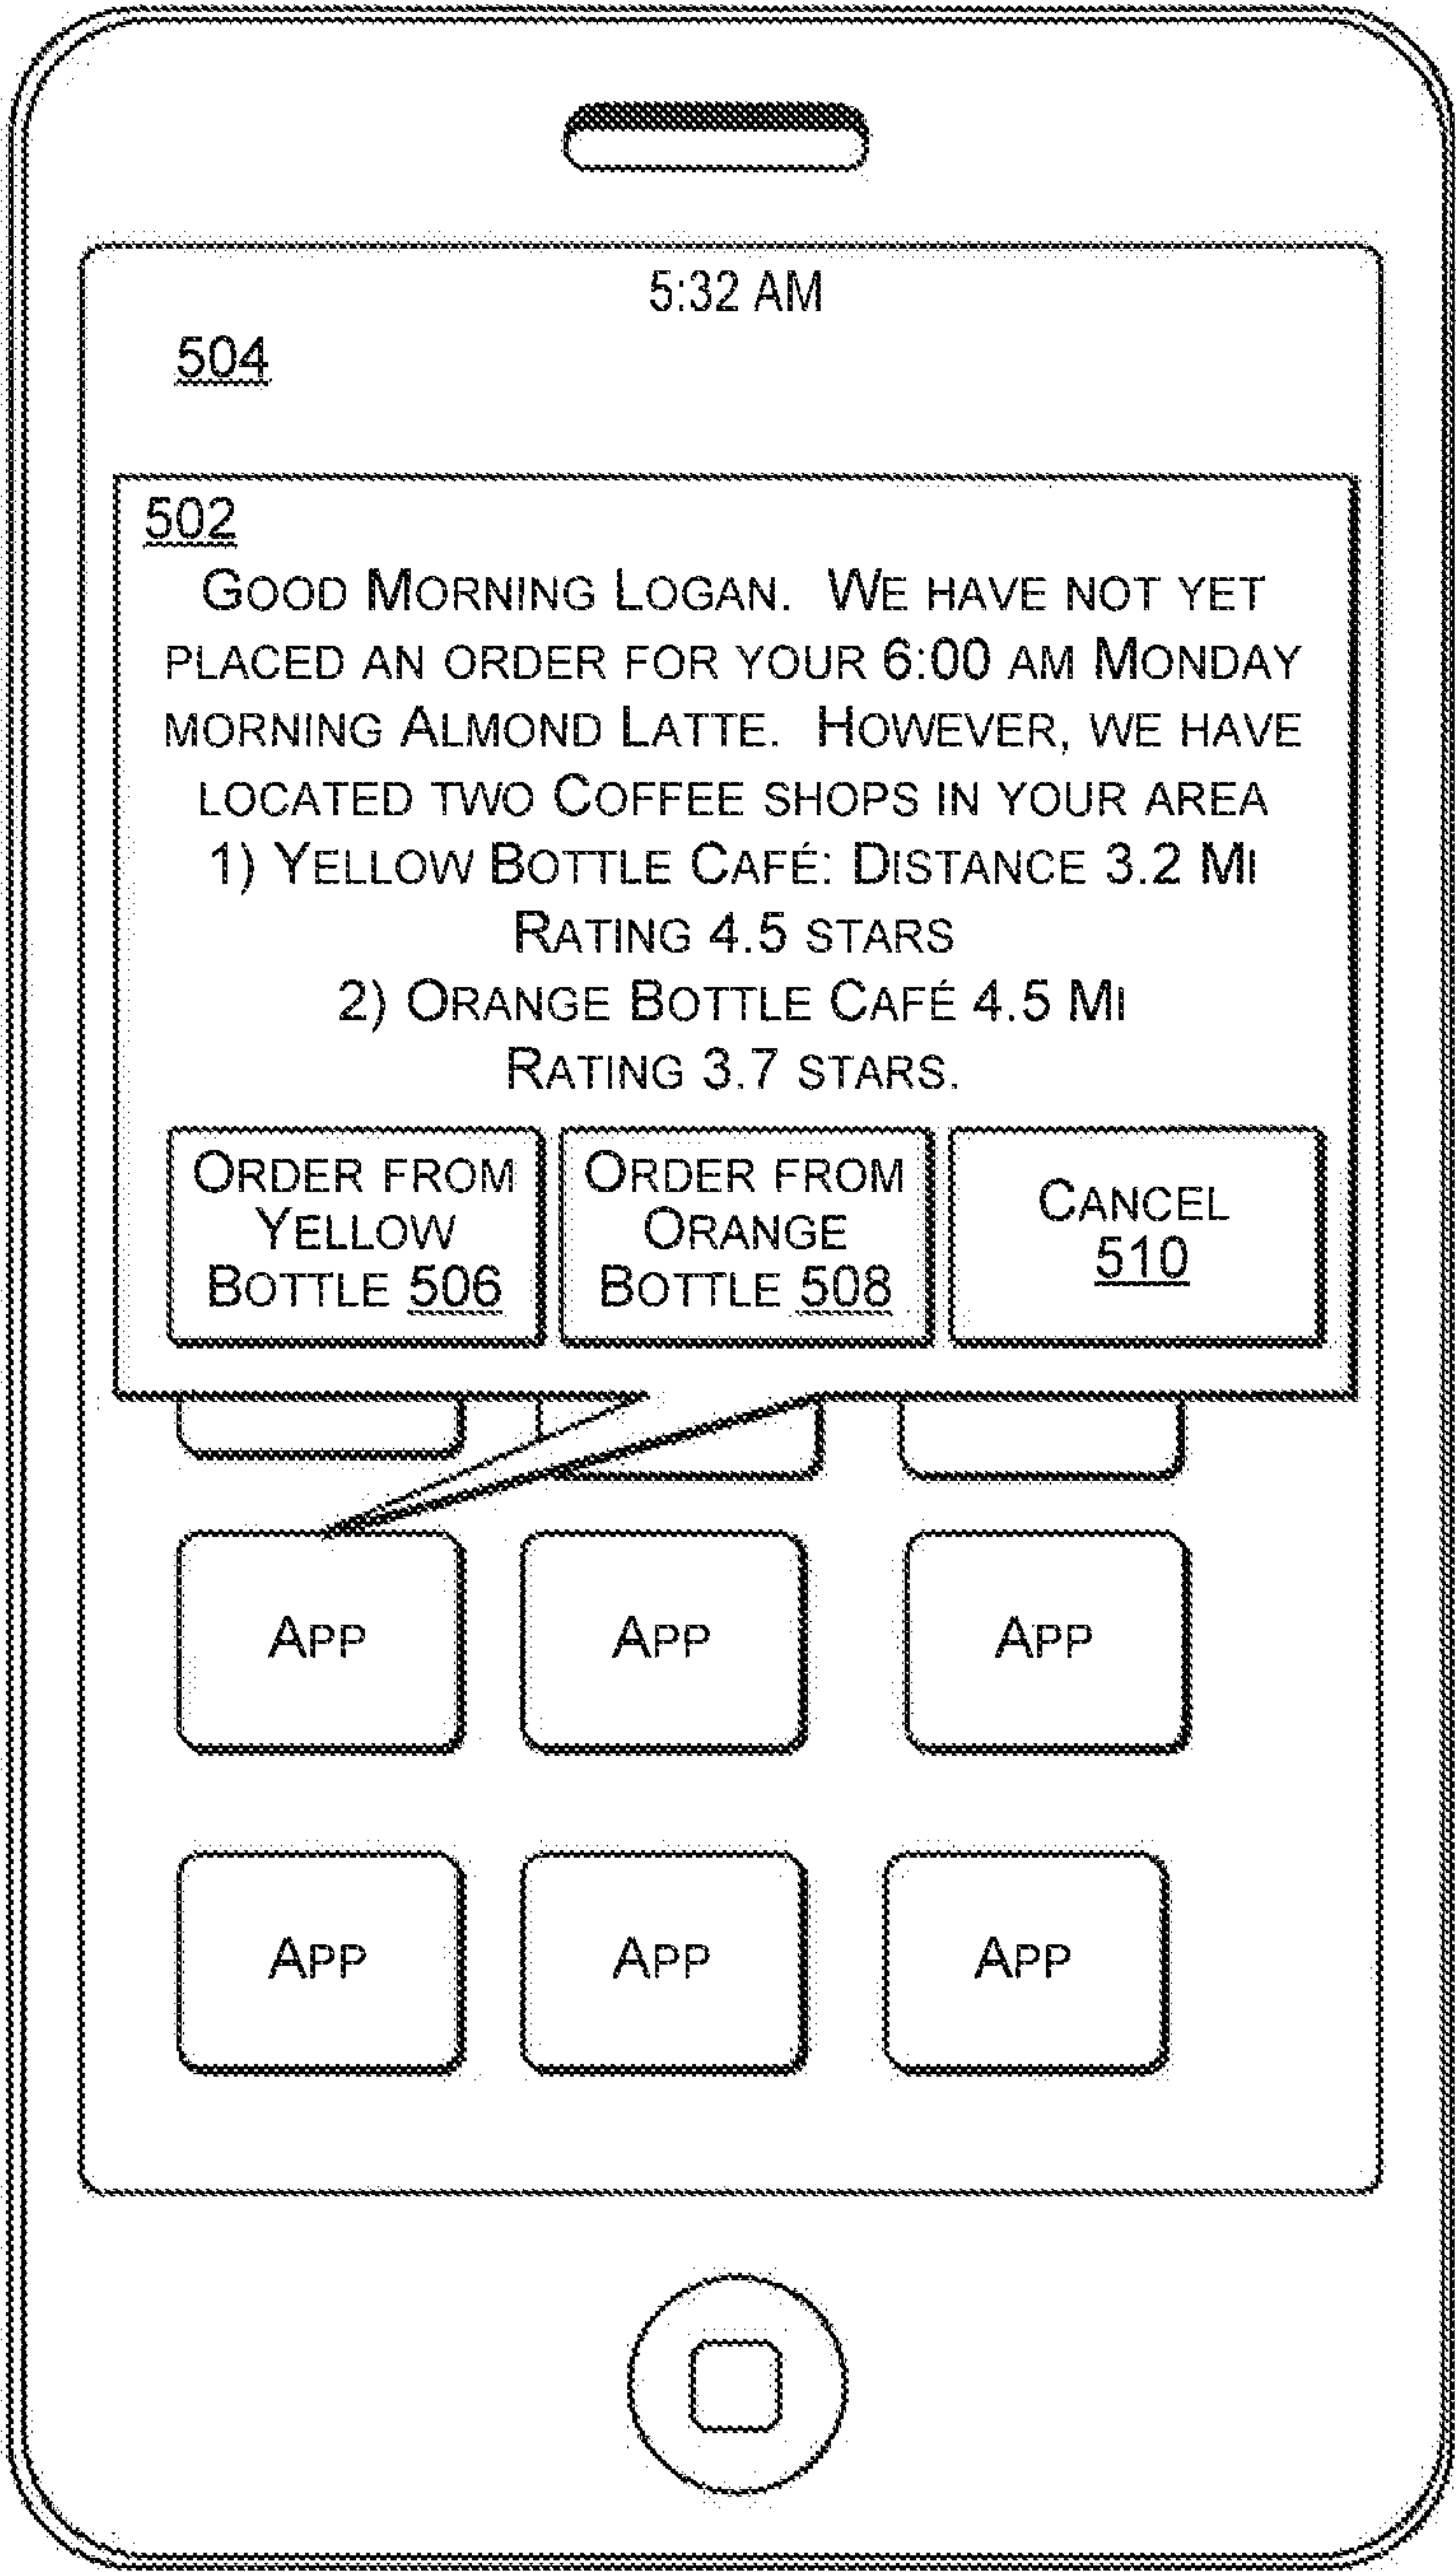 5:32 AM
504
502
GOOD MORNING LOGAN. WE HAVE NOT YET
PLACED AN ORDER FOR YOUR 6:00 AM MONDAY
MORNING ALMOND LATTE. HOWEVER, WE HAVE
LOCATED TWO COFFEE SHOPS IN YOUR AREA
1) YELLOW BOTTLE CAFÉ: DISTANCE 3.2 MI
RATING 4.5 STARS
2) ORANGE BOTTLE CAFÉ 4.5 MI
RATING 3.7 STARS.
ORDER FROM
YELLOW
BOTTLE 506
ORDER FROM
ORANGE
BOTTLE 508
CANCEL
510
APP
APP
APP
APP
APP
APP